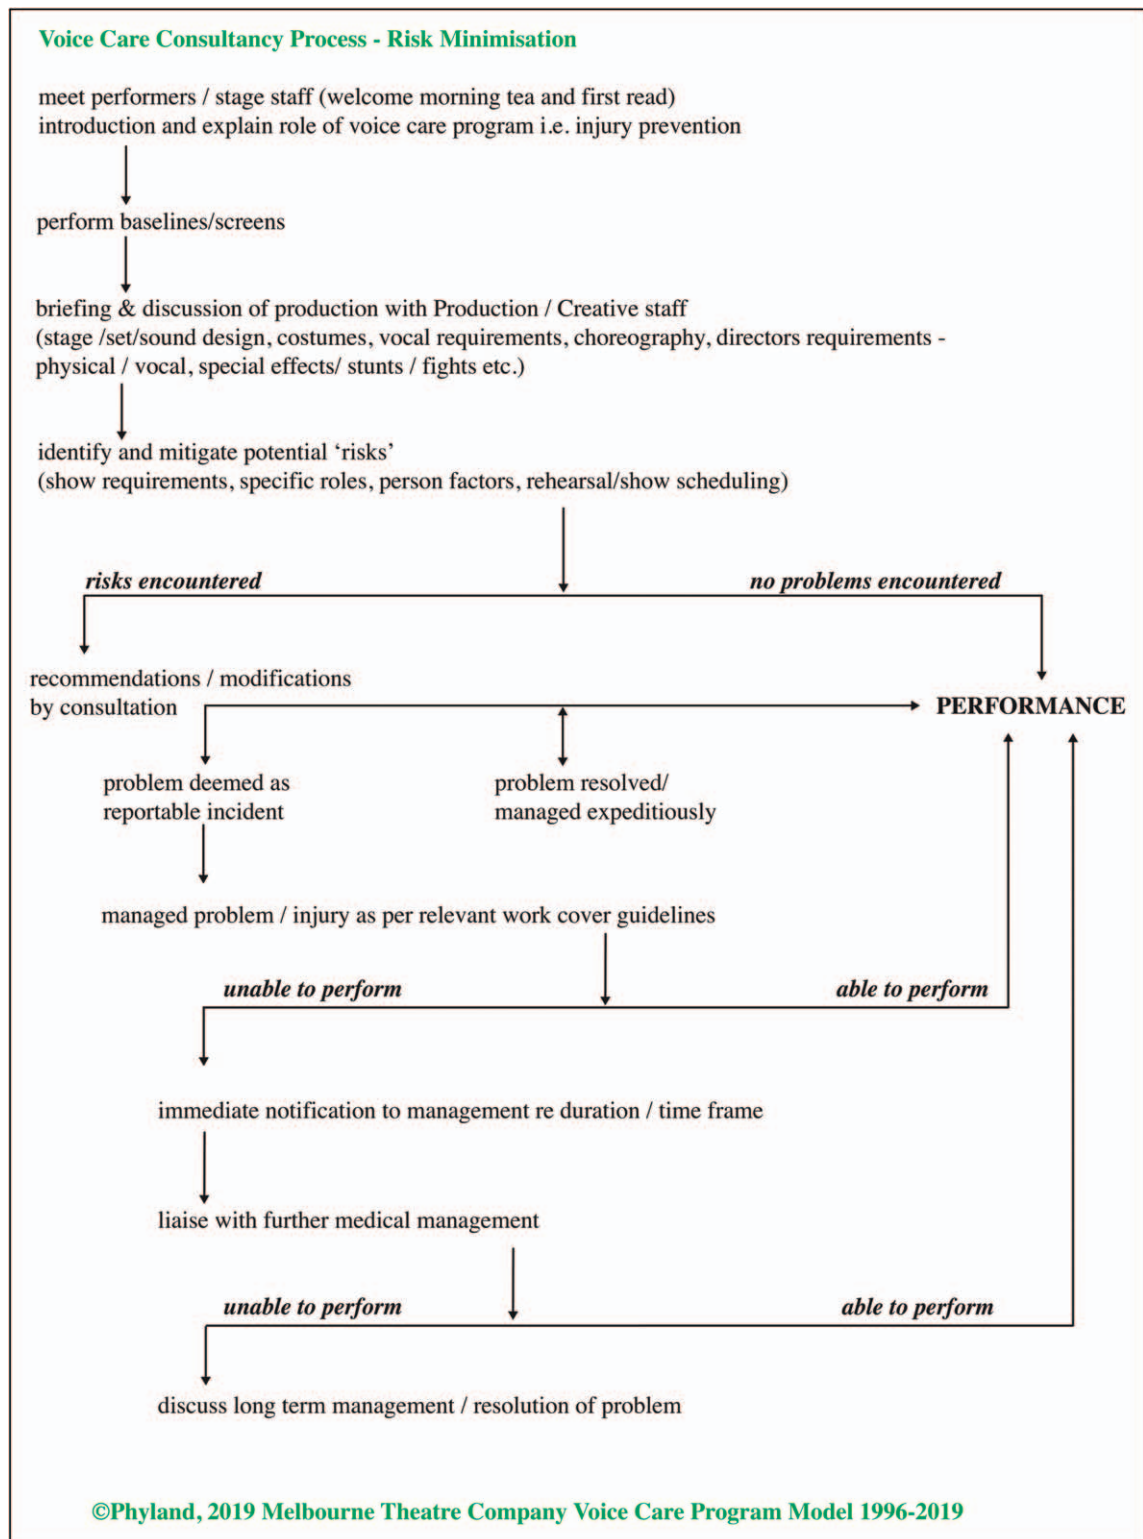 Voice Care Consultancy Process - Risk Minimisation
meet performers / stage staff (welcome morning tea and first read)
introduction and explain role of voice care program i.e. injury prevention
perform baselines/screens
briefing & discussion of production with Production / Creative staff
(stage /set/sound design, costumes, vocal requirements, choreography, directors requirements -
physical / vocal, special effects/ stunts / fights etc.)
identify and mitigate potential ‘risks’
(show requirements, specific roles, person factors, rehearsal/show scheduling)
risks encountered
no problems encountered
recommendations / modifications
by consultation
PERFORMANCE
problem deemed as
reportable incident
problem resolved/
managed expeditiously
managed problem / injury as per relevant work cover guidelines
unable to perform
able to perform
immediate notification to management re duration / time frame
liaise with further medical management
unable to perform
able to perform
discuss long term management / resolution of problem
©Phyland, 2019 Melbourne Theatre Company Voice Care Program Model 1996-2019